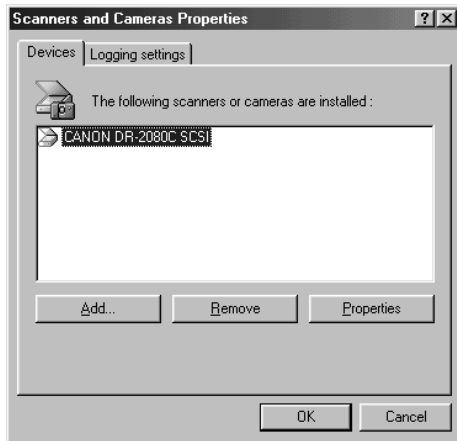 Scanners and Cameras Properties
Devices
Logging settings
The following scanners or cameras are installed :
CANON DR-2080C SCSI
Add...
Remove
Properties
OK
Cancel